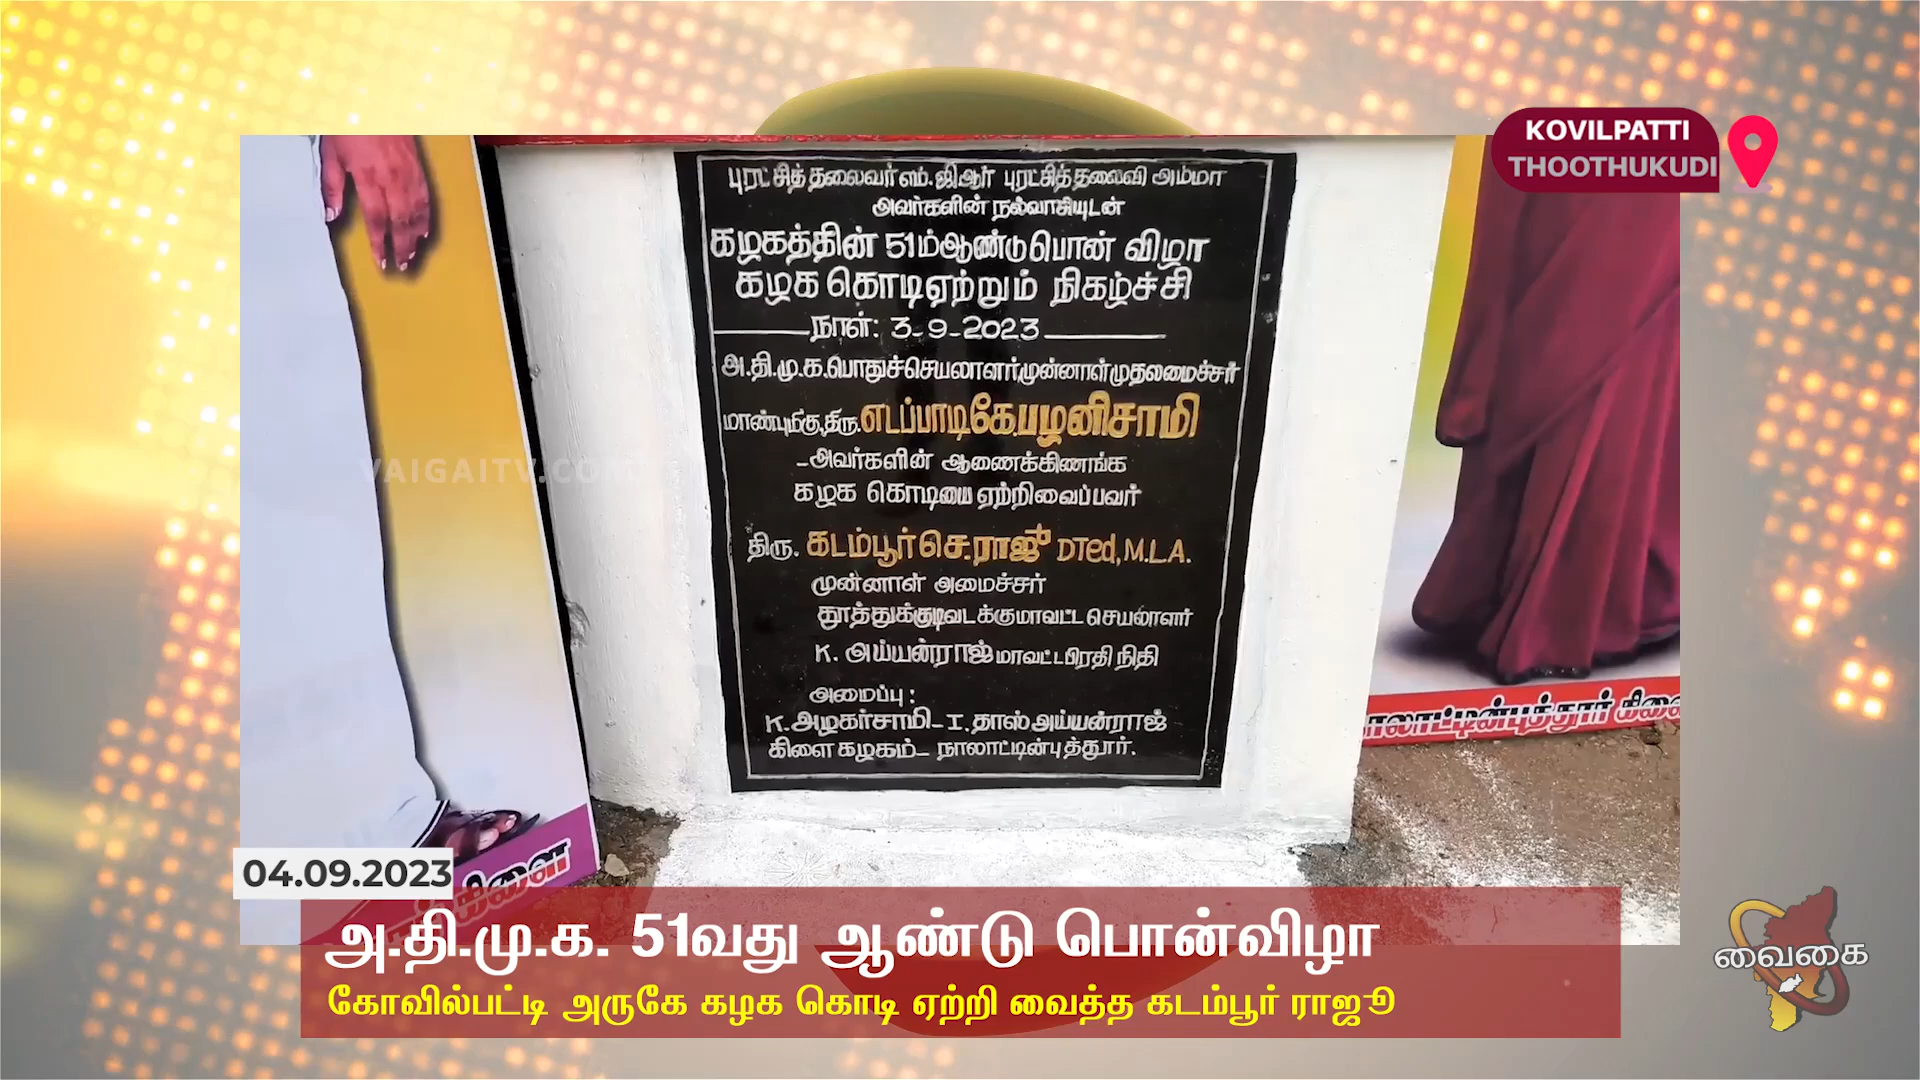 KOVILPATTI
THOOTHUKUDI
புரட்சித்தலைவர் எம்.ஜி.ஆர் புரட்சித்தலைவி அம்மா
அவர்களின் நல்வாசியுடன்
கழகத்தின் 51ம் ஆண்டு பொன் விழா
கழக கொடி ஏற்றும் நிகழ்ச்சி
நாள்: 3-9-2023
அ.தி.மு.க.பொதுச்செயலாளர்,முன்னாள் முதலமைச்சர்
மாண்புமிகு.திரு.எடப்பாடி கே.பழனிசாமி
-அவர்களின் ஆணைக்கிணங்க
கழக கொடியை ஏற்றிவைப்பவர்
திரு. கடம்பூர் செ.ராஜூ DTed, M.L.A.
முன்னாள் அமைச்சர்
தூத்துக்குடி வடக்கு மாவட்ட செயலாளர்
K. அய்யன்ராஜ் மாவட்ட பிரதி நிதி
அமைப்பு :
K.அழகர்சாமி - I.தாஸ் அய்யன்ராஜ்
கிளை கழகம் - நாலாட்டின்புத்தூர்.
VAIGAITV.COM
லாட்டின்புத்தூர் கிளை
கிளை
04.09.2023
அ.தி.மு.க. 51வது ஆண்டு பொன்விழா
கோவில்பட்டி அருகே கழக கொடி ஏற்றி வைத்த கடம்பூர் ராஜூ
வைகை